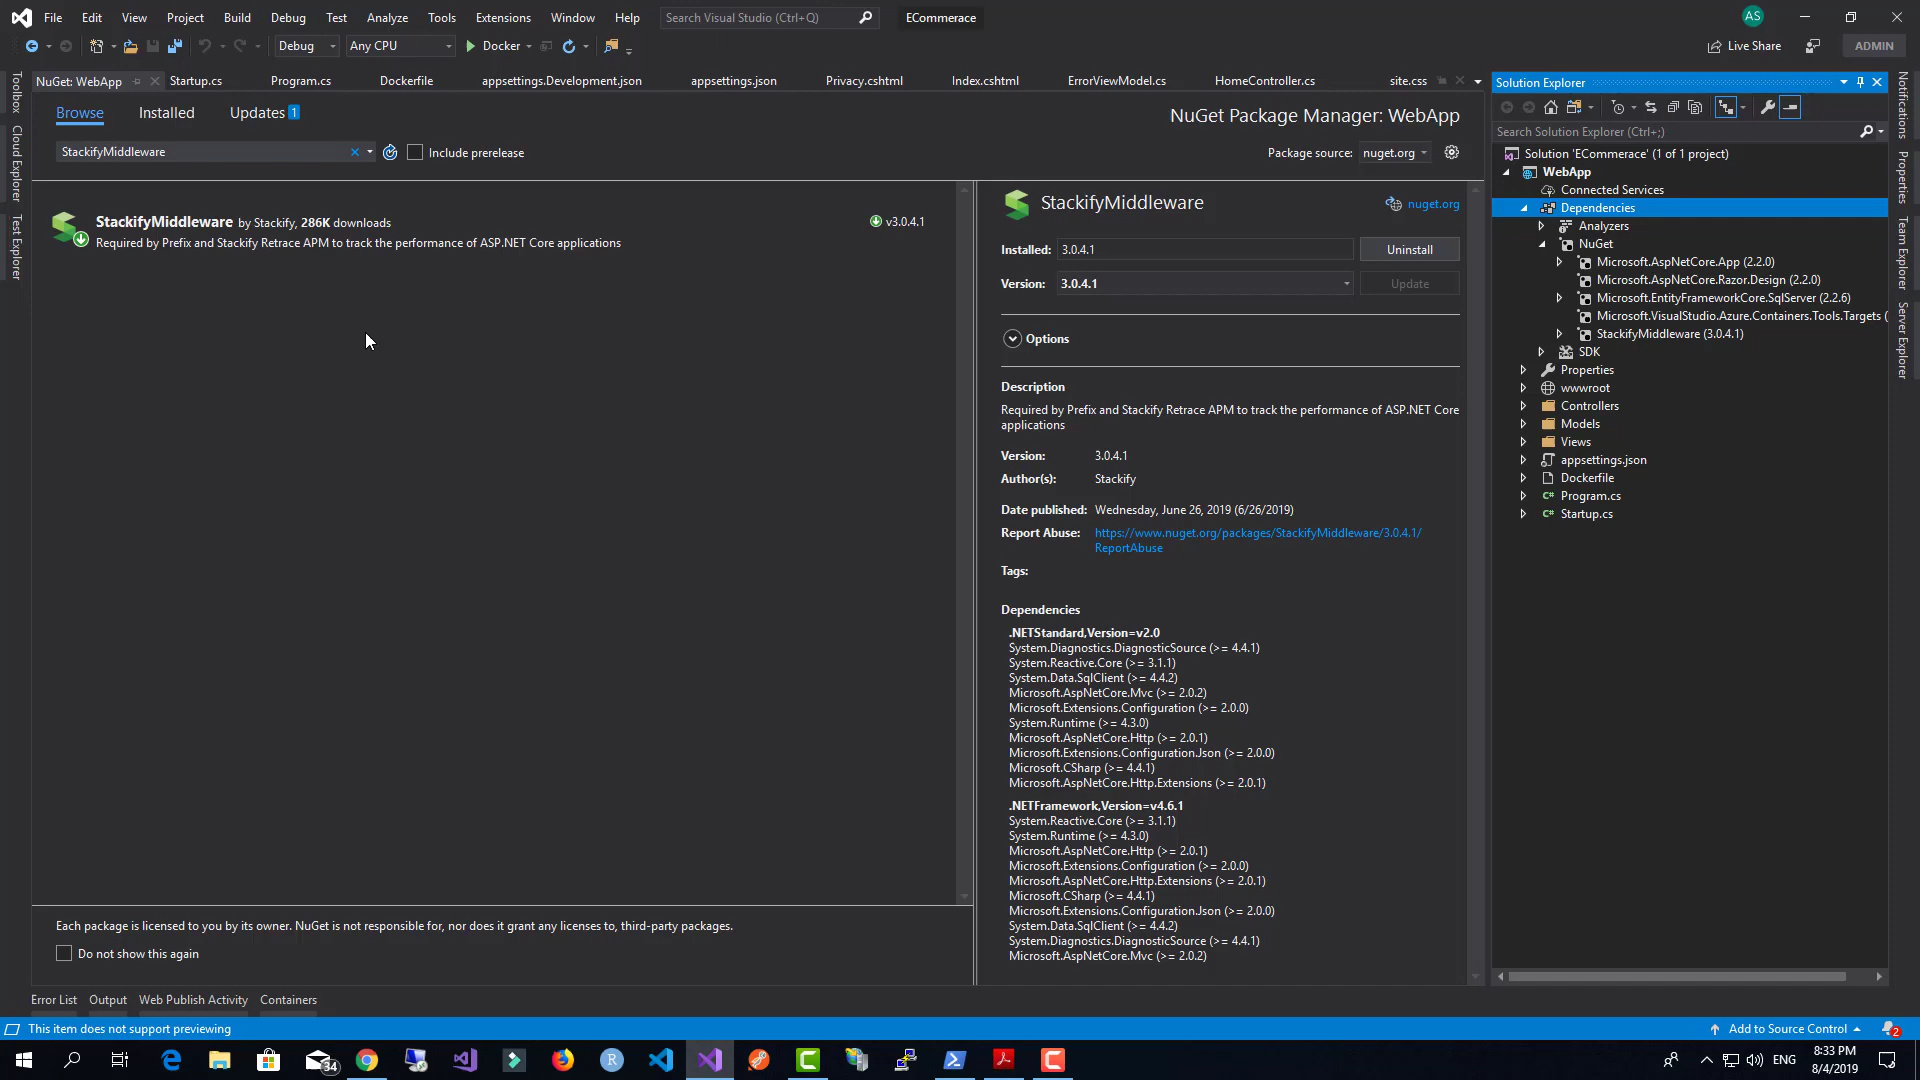 File Edit View Project Build Debug Test Analyze Tools Extensions Window Help Search Visual Studio (Ctrl+Q) ECommerace AS
Debug Any CPU Docker Live Share ADMIN
NuGet: WebApp Startup.cs Program.cs Dockerfile appsettings.Development.json appsettings.json Privacy.cshtml Index.cshtml ErrorViewModel.cs HomeController.cs site.css
Browse Installed Updates 1
NuGet Package Manager: WebApp
StackifyMiddleware Include prerelease
Package source: nuget.org
StackifyMiddleware by Stackify, 286K downloads v3.0.4.1
Required by Prefix and Stackify Retrace APM to track the performance of ASP.NET Core applications
Each package is licensed to you by its owner. NuGet is not responsible for, nor does it grant any licenses to, third-party packages.
Do not show this again
StackifyMiddleware nuget.org
Installed: 3.0.4.1 Uninstall
Version: 3.0.4.1 Update
Options
Description
Required by Prefix and Stackify Retrace APM to track the performance of ASP.NET Core
applications
Version: 3.0.4.1
Author(s): Stackify
Date published: Wednesday, June 26, 2019 (6/26/2019)
Report Abuse: https://www.nuget.org/packages/StackifyMiddleware/3.0.4.1/
ReportAbuse
Tags:
Dependencies
.NETStandard,Version=v2.0
System.Diagnostics.DiagnosticSource (>= 4.4.1)
System.Reactive.Core (>= 3.1.1)
System.Data.SqlClient (>= 4.4.2)
Microsoft.AspNetCore.Mvc (>= 2.0.2)
Microsoft.Extensions.Configuration (>= 2.0.0)
System.Runtime (>= 4.3.0)
Microsoft.AspNetCore.Http (>= 2.0.1)
Microsoft.Extensions.Configuration.Json (>= 2.0.0)
Microsoft.CSharp (>= 4.4.1)
Microsoft.AspNetCore.Http.Extensions (>= 2.0.1)
.NETFramework,Version=v4.6.1
System.Reactive.Core (>= 3.1.1)
System.Runtime (>= 4.3.0)
Microsoft.AspNetCore.Http (>= 2.0.1)
Microsoft.Extensions.Configuration (>= 2.0.0)
Microsoft.AspNetCore.Http.Extensions (>= 2.0.1)
Microsoft.CSharp (>= 4.4.1)
Microsoft.Extensions.Configuration.Json (>= 2.0.0)
System.Data.SqlClient (>= 4.4.2)
System.Diagnostics.DiagnosticSource (>= 4.4.1)
Microsoft.AspNetCore.Mvc (>= 2.0.2)
Solution Explorer
Search Solution Explorer (Ctrl+;)
Solution 'ECommerace' (1 of 1 project)
WebApp
Connected Services
Dependencies
Analyzers
NuGet
Microsoft.AspNetCore.App (2.2.0)
Microsoft.AspNetCore.Razor.Design (2.2.0)
Microsoft.EntityFrameworkCore.SqlServer (2.2.6)
Microsoft.VisualStudio.Azure.Containers.Tools.Targets (
StackifyMiddleware (3.0.4.1)
SDK
Properties
wwwroot
Controllers
Models
Views
appsettings.json
Dockerfile
C# Program.cs
C# Startup.cs
Toolbox
Cloud Explorer
Test Explorer
Notifications
Properties
Team Explorer
Server Explorer
Error List Output Web Publish Activity Containers
This item does not support previewing Add to Source Control 2
34 R ENG
8:33 PM
8/4/2019